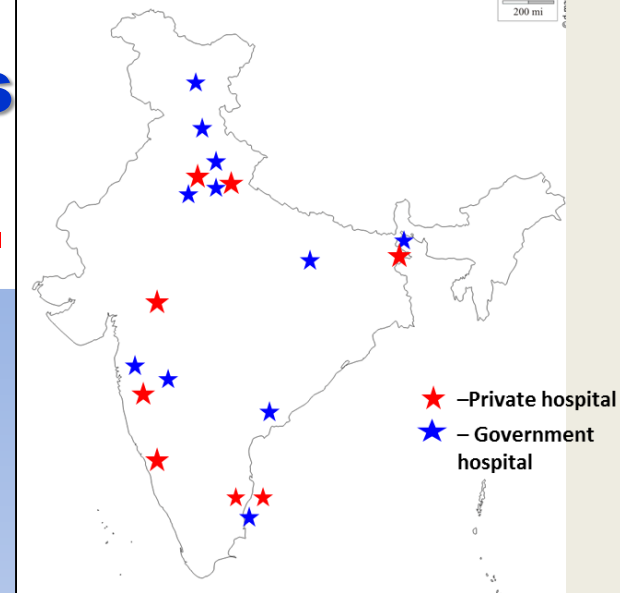 200 mi
s
–Private hospital
– Government
hospital